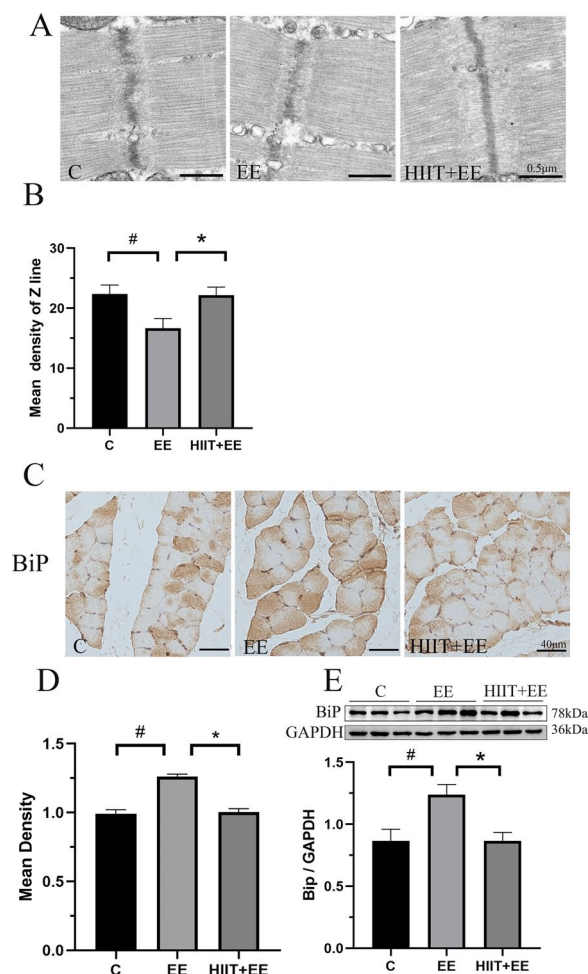 A
C
EE
HIIT+EE
0.5μm
B
Mean density of Z line
30
20
10
0
#
*
C
EE
HIIT+EE
C
BiP
C
EE
HIIT+EE
40μm
D
Mean Density
1.5
1.0
0.5
0.0
#
*
C
EE
HIIT+EE
E
C EE HIIT+EE
BiP 78kDa
GAPDH 36kDa
Bip / GAPDH
1.5
1.0
0.5
0.0
#
*
C
EE
HIIT+EE